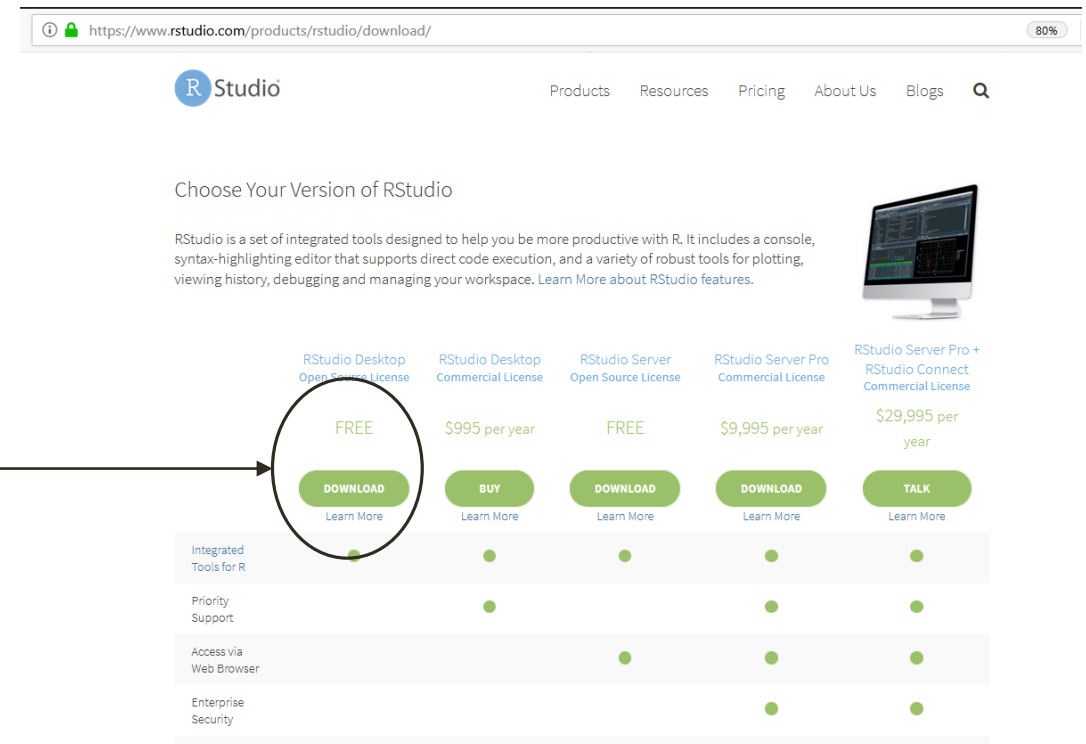 https://www.rstudio.com/products/rstudio/download/
80%
R Studio
Products Resources Pricing About Us Blogs
Choose Your Version of RStudio
RStudio is a set of integrated tools designed to help you be more productive with R. It includes a console,
syntax-highlighting editor that supports direct code execution, and a variety of robust tools for plotting,
viewing history, debugging and managing your workspace. Learn More about RStudio features.
RStudio Desktop
Open Source License
FREE
DOWNLOAD
Learn More
RStudio Desktop
Commercial License
$995 per year
BUY
Learn More
RStudio Server
Open Source License
FREE
DOWNLOAD
Learn More
RStudio Server Pro
Commercial License
$9,995 per year
DOWNLOAD
Learn More
RStudio Server Pro +
RStudio Connect
Commercial License
$29,995 per
year
TALK
Learn More
Integrated
Tools for R
Priority
Support
Access via
Web Browser
Enterprise
Security